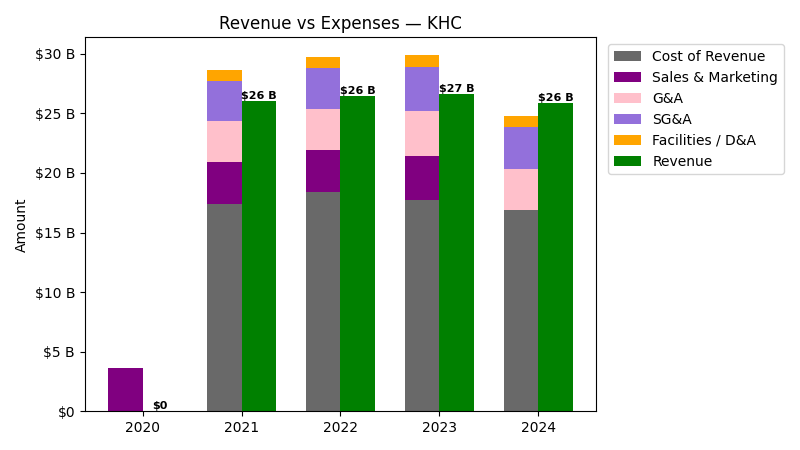 Revenue vs Expenses — KHC
Amount
$30 B
$25 B
$20 B
$15 B
$10 B
$5 B
$0
$0
$26 B
$26 B
$27 B
$26 B
2020
2021
2022
2023
2024
Cost of Revenue
Sales & Marketing
G&A
SG&A
Facilities / D&A
Revenue